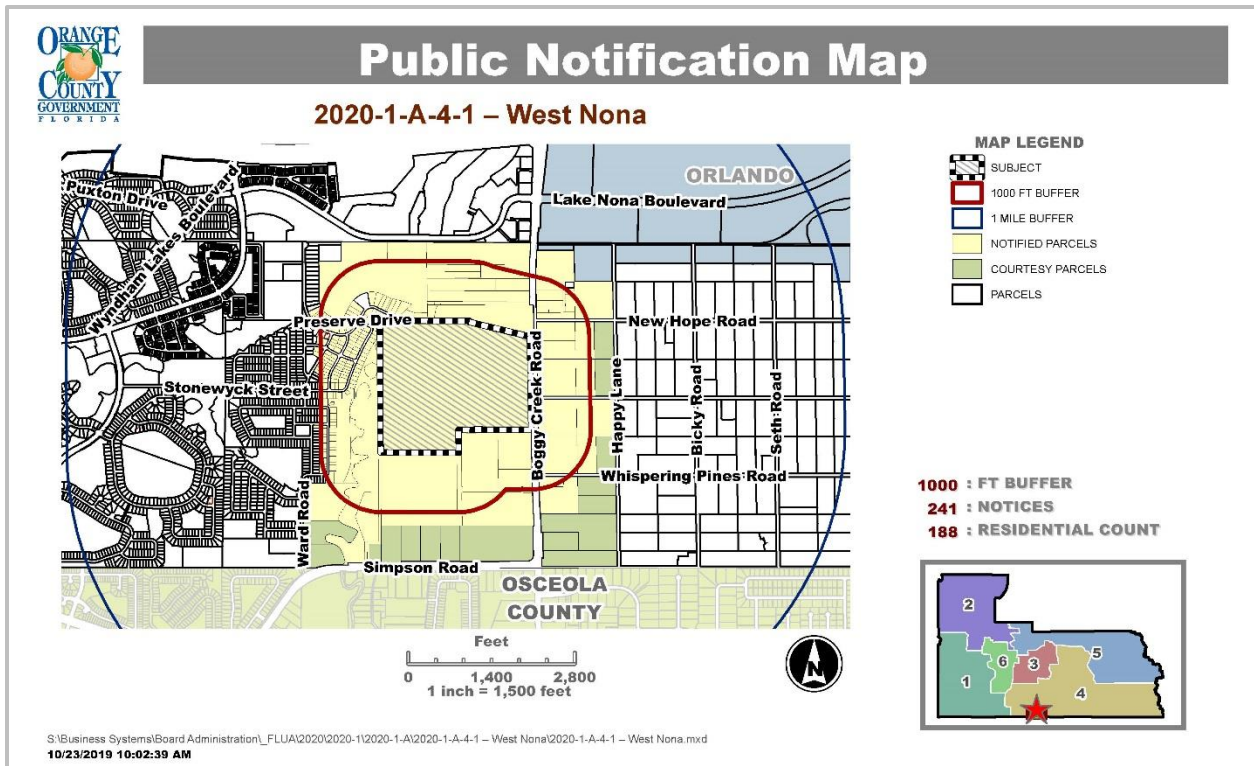 ORANGE
COUNTY
GOVERNMENT
FLORIDA
Public Notification Map
2020-1-A-4-1 – West Nona
MAP LEGEND
SUBJECT
1000 FT BUFFER
1 MILE BUFFER
NOTIFIED PARCELS
COURTESY PARCELS
PARCELS
ORLANDO
Puxton Drive
Wyndham Lakes Boulevard
Lake Nona Boulevard
Preserve Drive
New Hope Road
Boggy Creek Road
Stonewyck Street
Happy Lane
Bicky Road
Seth Road
Whispering Pines Road
Ward Road
Simpson Road
OSCEOLA
COUNTY
1000 : FT BUFFER
241 : NOTICES
188 : RESIDENTIAL COUNT
2
1
6
3
5
4
Feet
0 1,400 2,800
1 inch = 1,500 feet
N
S:\Business Systems\Board Administration\_FLUA\2020\2020-1\2020-1-A\2020-1-A-4-1 – West Nona\2020-1-A-4-1 – West Nona.mxd
10/23/2019 10:02:39 AM